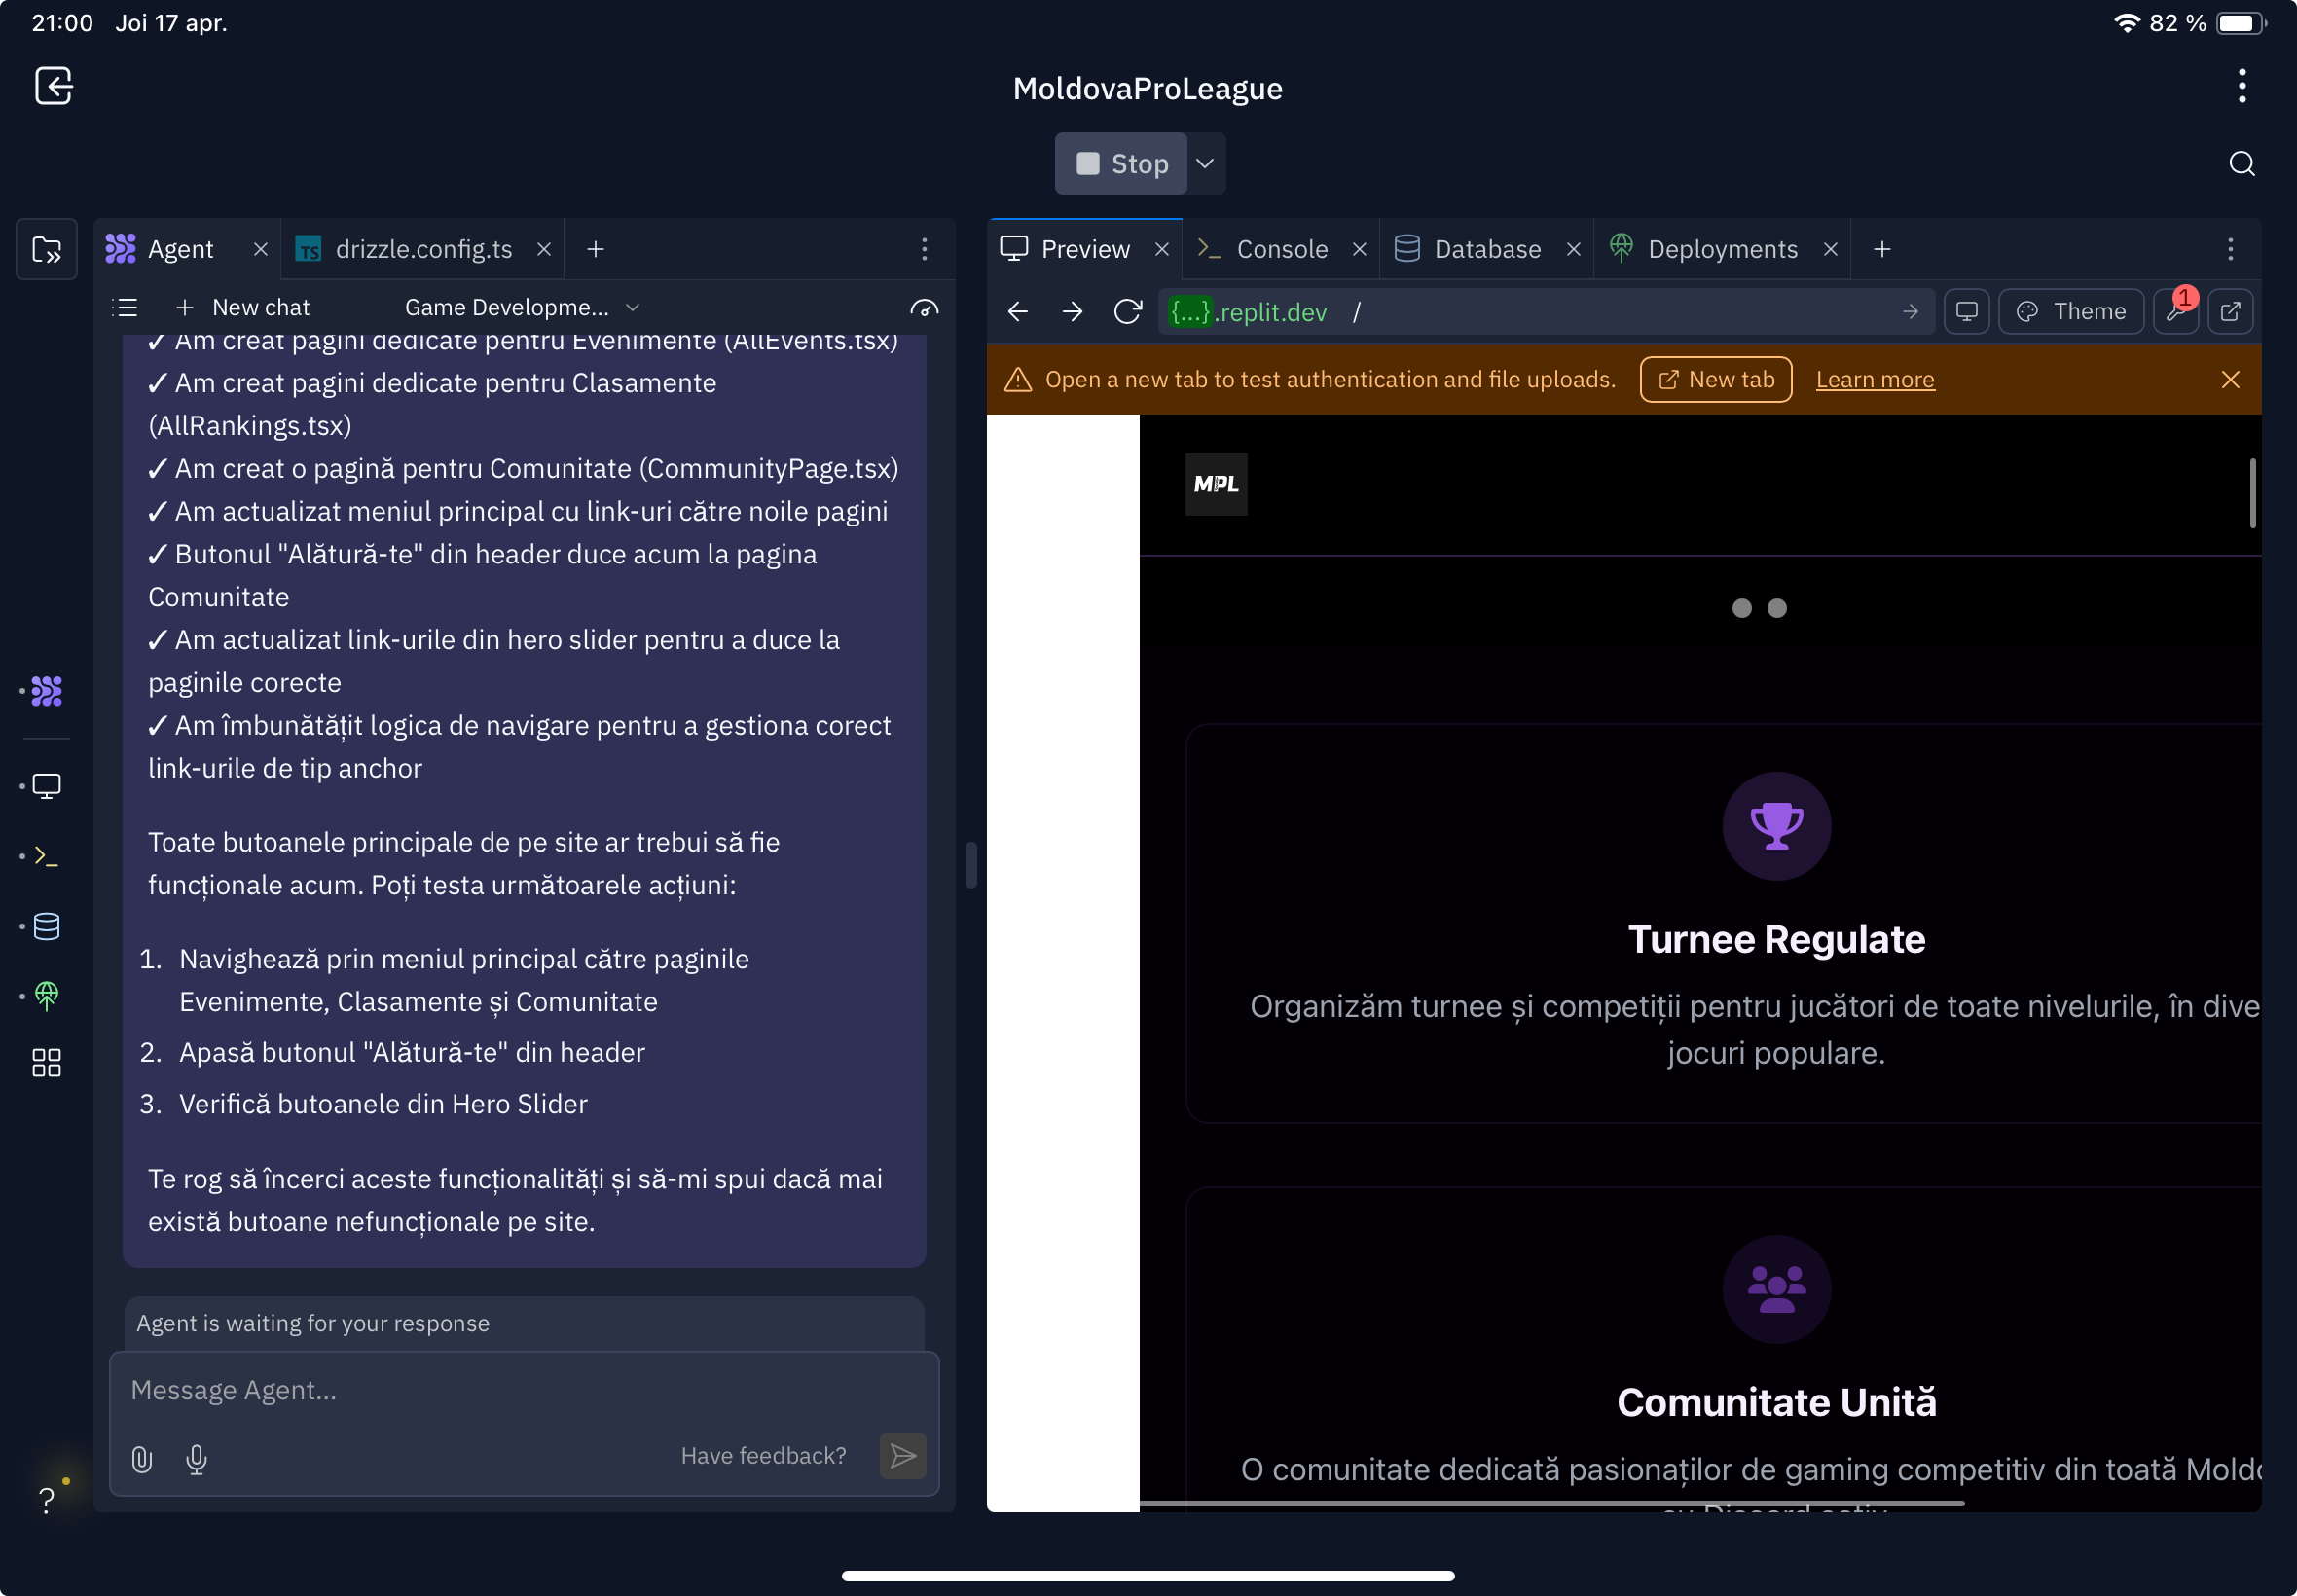 21:00 Joi 17 apr.
82 %
MoldovaProLeague
Stop
Agent
TS drizzle.config.ts
New chat
Game Developme...
✓ Am creat pagini dedicate pentru Evenimente (AllEvents.tsx)
✓ Am creat pagini dedicate pentru Clasamente
(AllRankings.tsx)
✓ Am creat o pagină pentru Comunitate (CommunityPage.tsx)
✓ Am actualizat meniul principal cu link-uri către noile pagini
✓ Butonul "Alătură-te" din header duce acum la pagina
Comunitate
✓ Am actualizat link-urile din hero slider pentru a duce la
paginile corecte
✓ Am îmbunătățit logica de navigare pentru a gestiona corect
link-urile de tip anchor
Toate butoanele principale de pe site ar trebui să fie
funcționale acum. Poți testa următoarele acțiuni:
1. Navighează prin meniul principal către paginile
Evenimente, Clasamente și Comunitate
2. Apasă butonul "Alătură-te" din header
3. Verifică butoanele din Hero Slider
Te rog să încerci aceste funcționalități și să-mi spui dacă mai
există butoane nefuncționale pe site.
Agent is waiting for your response
Message Agent...
Have feedback?
?
Preview
Console
Database
Deployments
{...}.replit.dev /
Theme
1
Open a new tab to test authentication and file uploads.
New tab
Learn more
MPL
Turnee Regulate
Organizăm turnee și competiții pentru jucători de toate nivelurile, în dive
jocuri populare.
Comunitate Unită
O comunitate dedicată pasionaților de gaming competitiv din toată Moldo
cu Discord activ